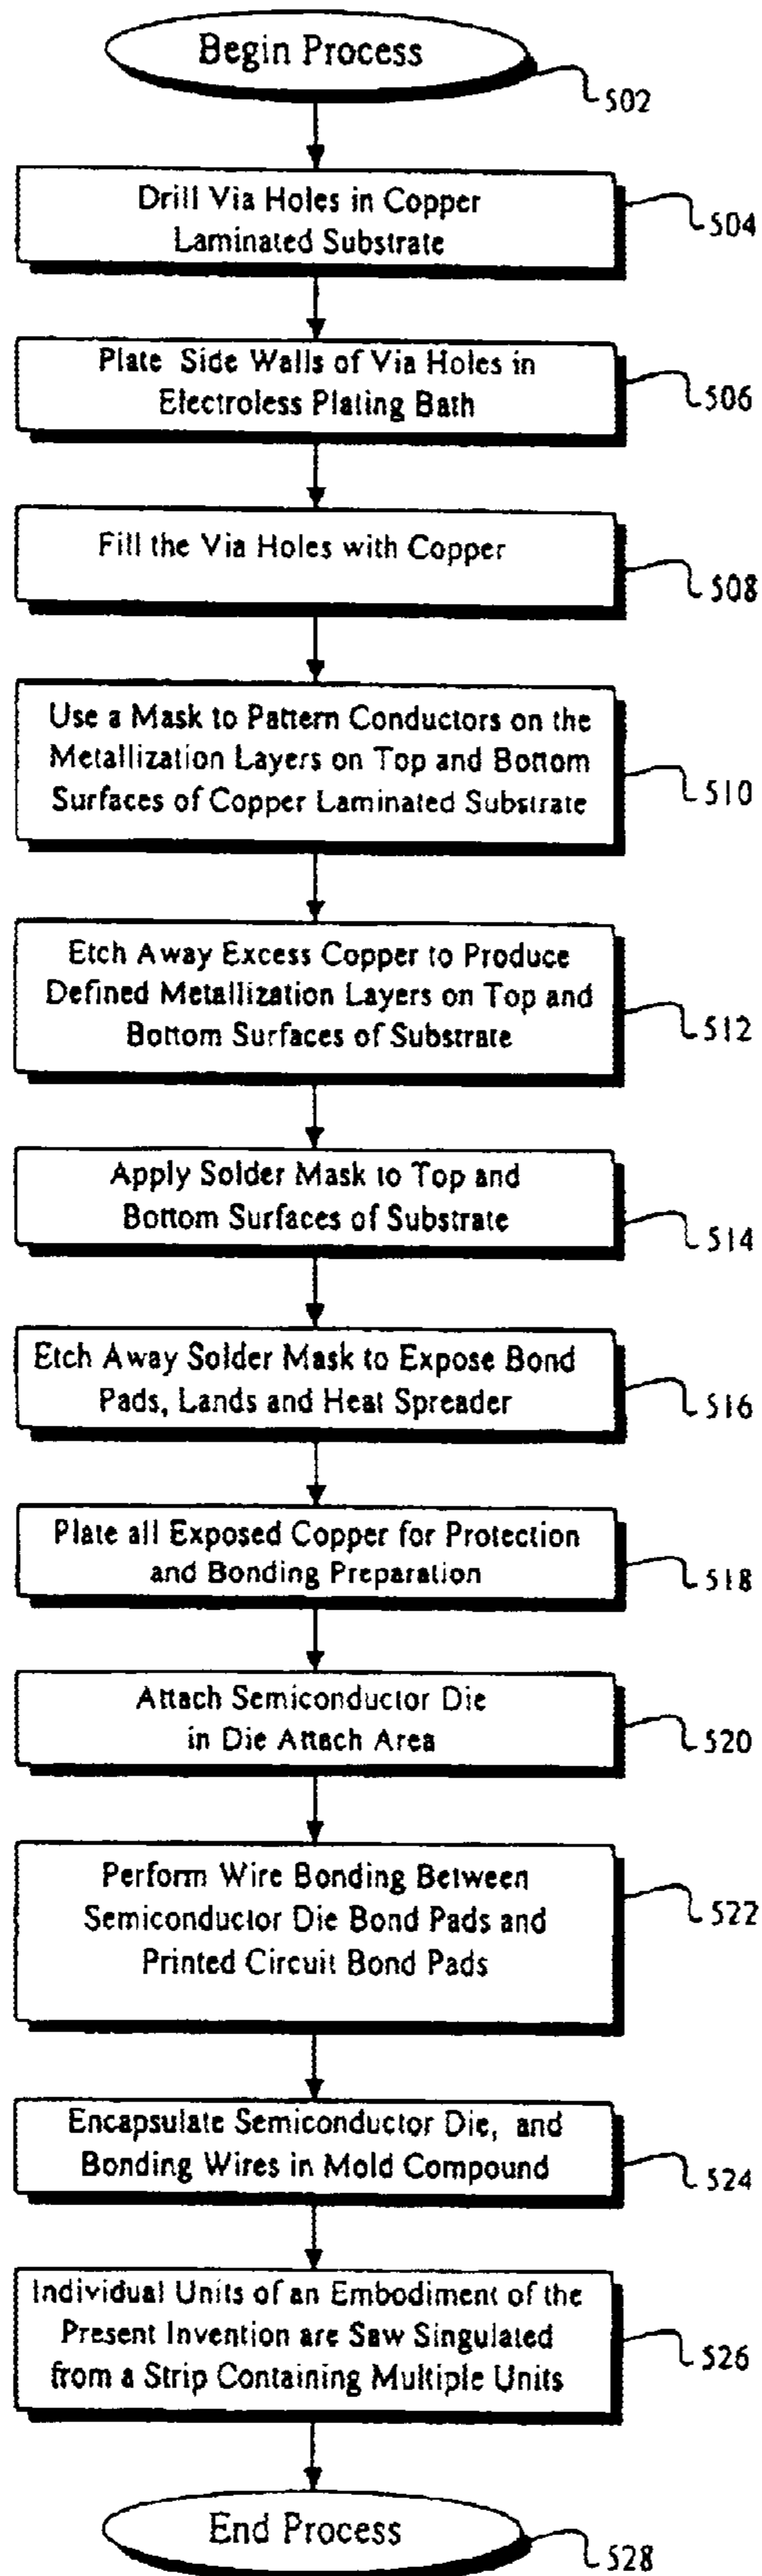 Begin Process
502
Drill Via Holes in Copper
Laminated Substrate
504
Plate Side Walls of Via Holes in
Electroless Plating Bath
506
Fill the Via Holes with Copper
508
Use a Mask to Pattern Conductors on the
Metallization Layers on Top and Bottom
Surfaces of Copper Laminated Substrate
510
Etch Away Excess Copper to Produce
Defined Metallization Layers on Top and
Bottom Surfaces of Substrate
512
Apply Solder Mask to Top and
Bottom Surfaces of Substrate
514
Etch Away Solder Mask to Expose Bond
Pads, Lands and Heat Spreader
516
Plate all Exposed Copper for Protection
and Bonding Preparation
518
Attach Semiconductor Die
in Die Attach Area
520
Perform Wire Bonding Between
Semiconductor Die Bond Pads and
Printed Circuit Bond Pads
522
Encapsulate Semiconductor Die, and
Bonding Wires in Mold Compound
524
Individual Units of an Embodiment of the
Present Invention are Saw Singulated
from a Strip Containing Multiple Units
526
End Process
528